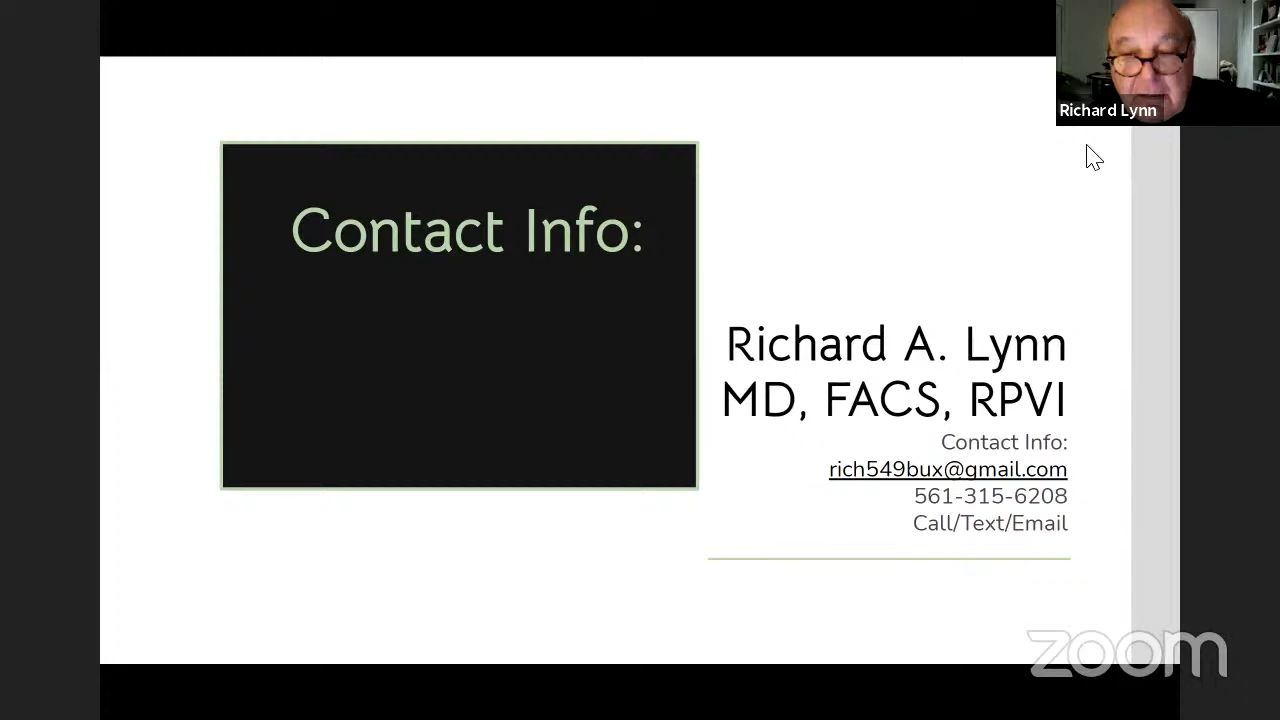 Richard Lynn
Contact Info:
Richard A. Lynn
MD, FACS, RPVI
Contact Info:
rich549bux@gmail.com
561-315-6208
Call/Text/Email
zoom